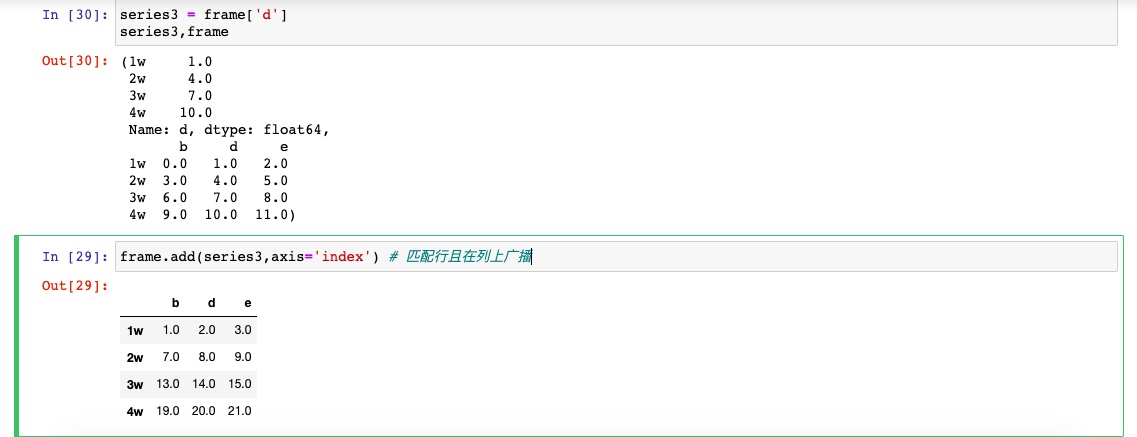 In [30]: series3 = frame['d']
series3,frame
Out[30]: (1w 1.0
2w 4.0
3w 7.0
4w 10.0
Name: d, dtype: float64,
b d e
1w 0.0 1.0 2.0
2w 3.0 4.0 5.0
3w 6.0 7.0 8.0
4w 9.0 10.0 11.0)
In [29]: frame.add(series3,axis='index') # 匹配行且在列上广播
Out[29]:
b d e
1w 1.0 2.0 3.0
2w 7.0 8.0 9.0
3w 13.0 14.0 15.0
4w 19.0 20.0 21.0